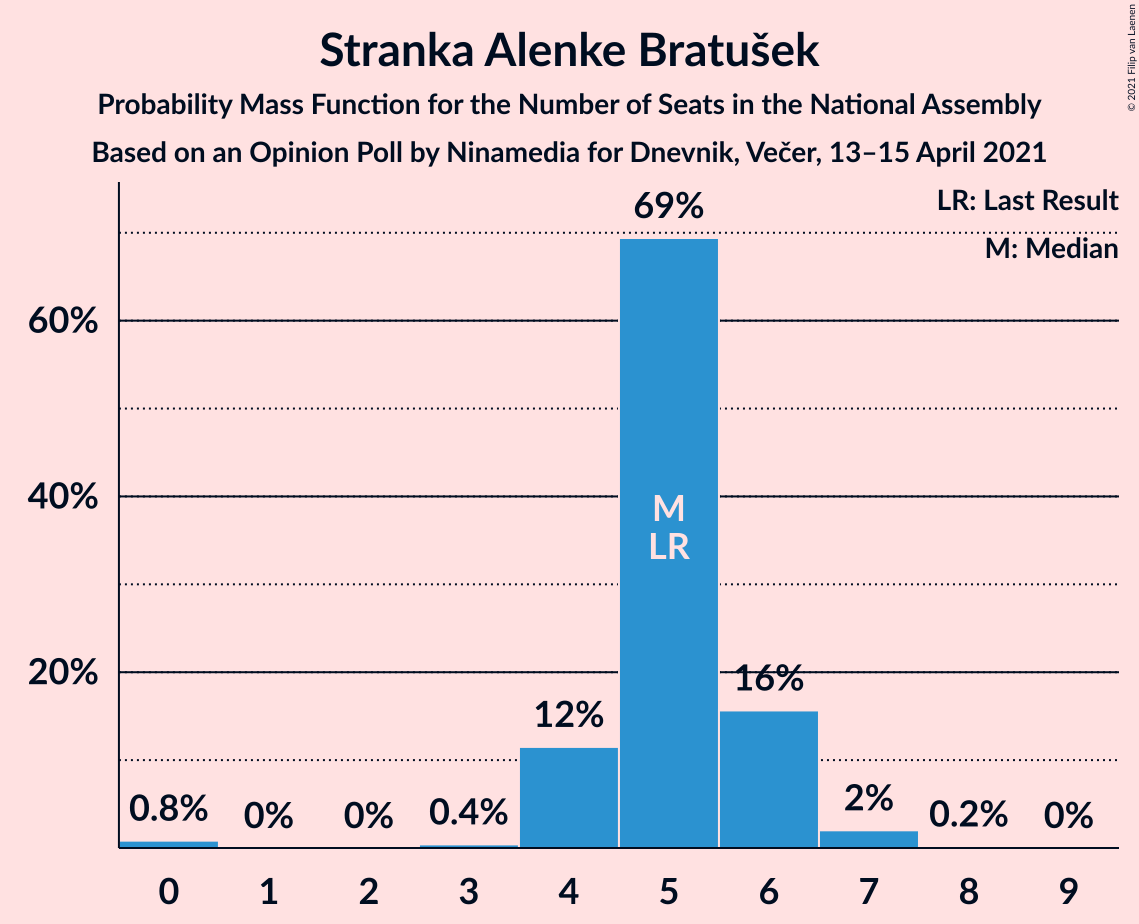 Stranka Alenke Bratušek
Probability Mass Function for the Number of Seats in the National Assembly
Based on an Opinion Poll by Ninamedia for Dnevnik, Večer, 13–15 April 2021
© 2021 Filip van Laenen
LR: Last Result
M: Median
60%
40%
20%
0.8%
0%
0%
0.4%
12%
69%
M
LR
16%
2%
0.2%
0%
0 1 2 3 4 5 6 7 8 9